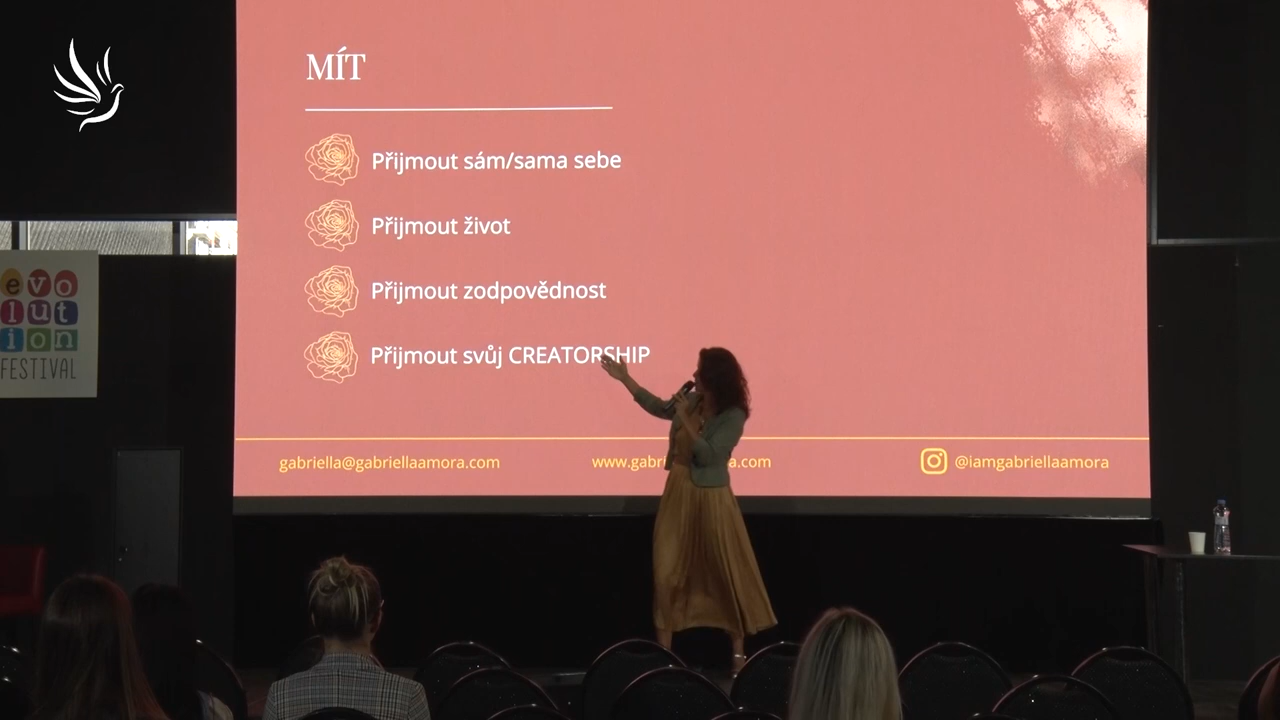 MÍT
Přijmout sám/sama sebe
Přijmout život
Přijmout zodpovědnost
Přijmout svůj CREATORSHIP
gabriella@gabriellaamora.com
@iamgabriellaamora
evo
lut
ion
FESTIVAL